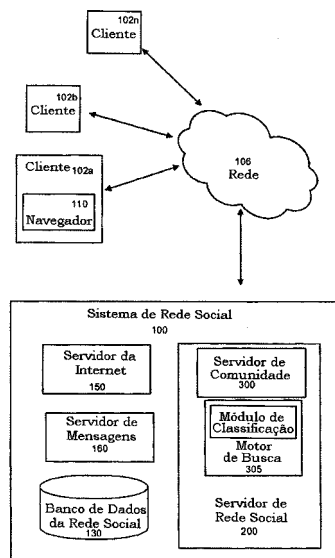 102n
Cliente
102b
Cliente
Cliente 102a
110
Navegador
106
Rede
Sistema de Rede Social
100
Servidor da
Internet
150
Servidor de
Mensagens
160
Banco de Dados
da Rede Social
130
Servidor de
Comunidade
300
Módulo de
Classificação
Motor
de Busca
305
Servidor de
Rede Social
200